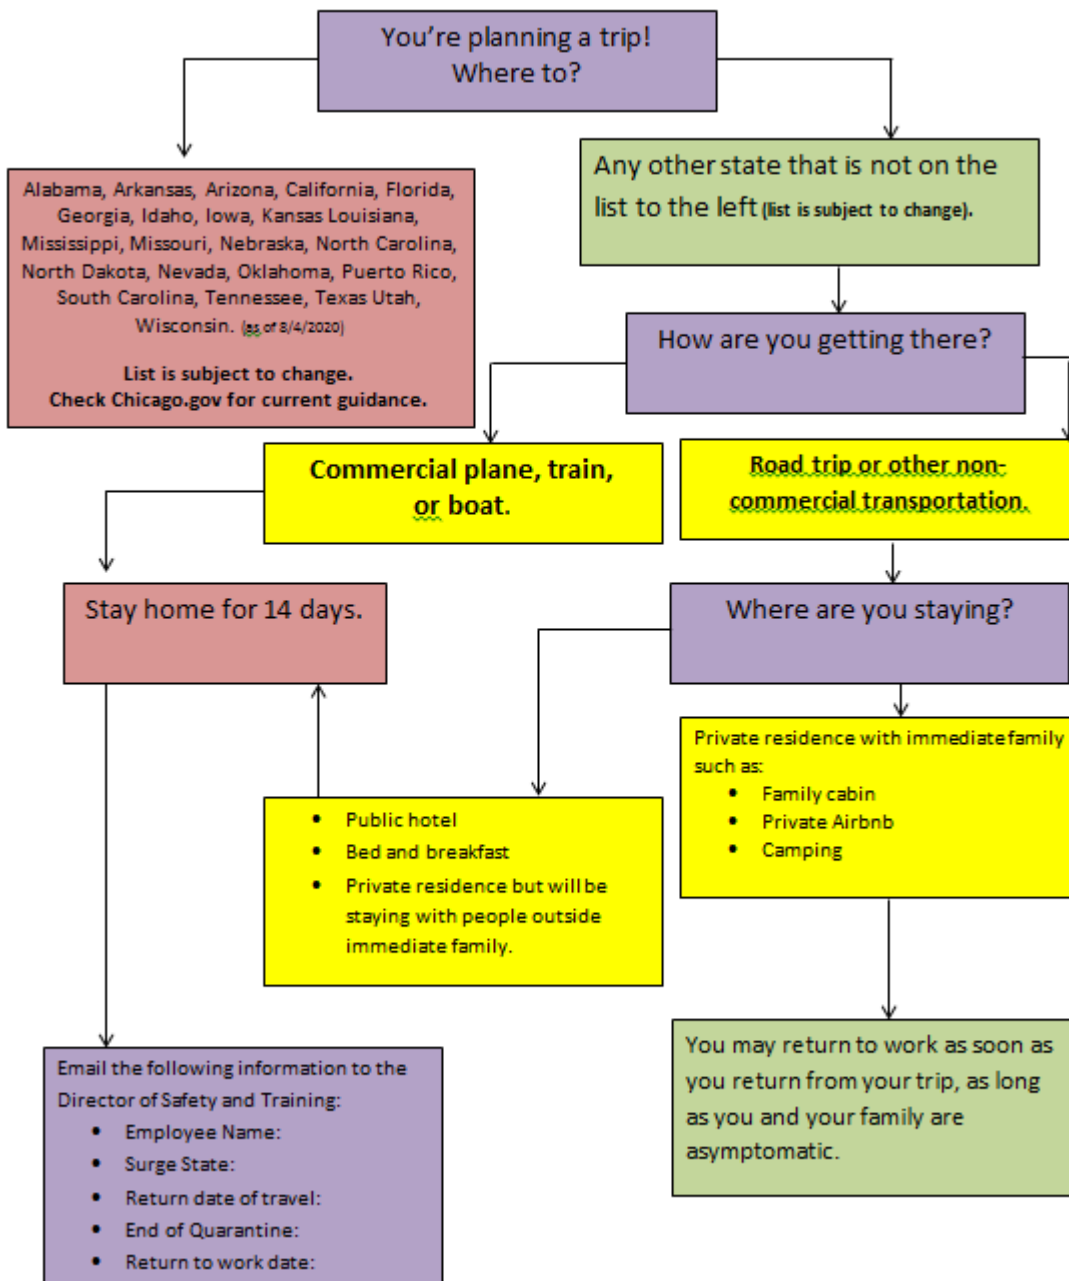 You're planning a trip!
Where to?
Alabama, Arkansas, Arizona, California, Florida,
Georgia, Idaho, Iowa, Kansas Louisiana,
Mississippi, Missouri, Nebraska, North Carolina,
North Dakota, Nevada, Oklahoma, Puerto Rico,
South Carolina, Tennessee, Texas Utah,
Wisconsin. (as of 8/4/2020)
List is subject to change.
Check Chicago.gov for current guidance.
Any other state that is not on the
list to the left (list is subject to change).
How are you getting there?
Commercial plane, train,
or boat.
Road trip or other non-
commercial transportation.
Stay home for 14 days.
Where are you staying?
• Public hotel
• Bed and breakfast
• Private residence but will be
staying with people outside
immediate family.
Private residence with immediate family
such as:
• Family cabin
• Private Airbnb
• Camping
Email the following information to the
Director of Safety and Training:
• Employee Name:
• Surge State:
• Return date of travel:
• End of Quarantine:
• Return to work date:
You may return to work as soon as
you return from your trip, as long
as you and your family are
asymptomatic.